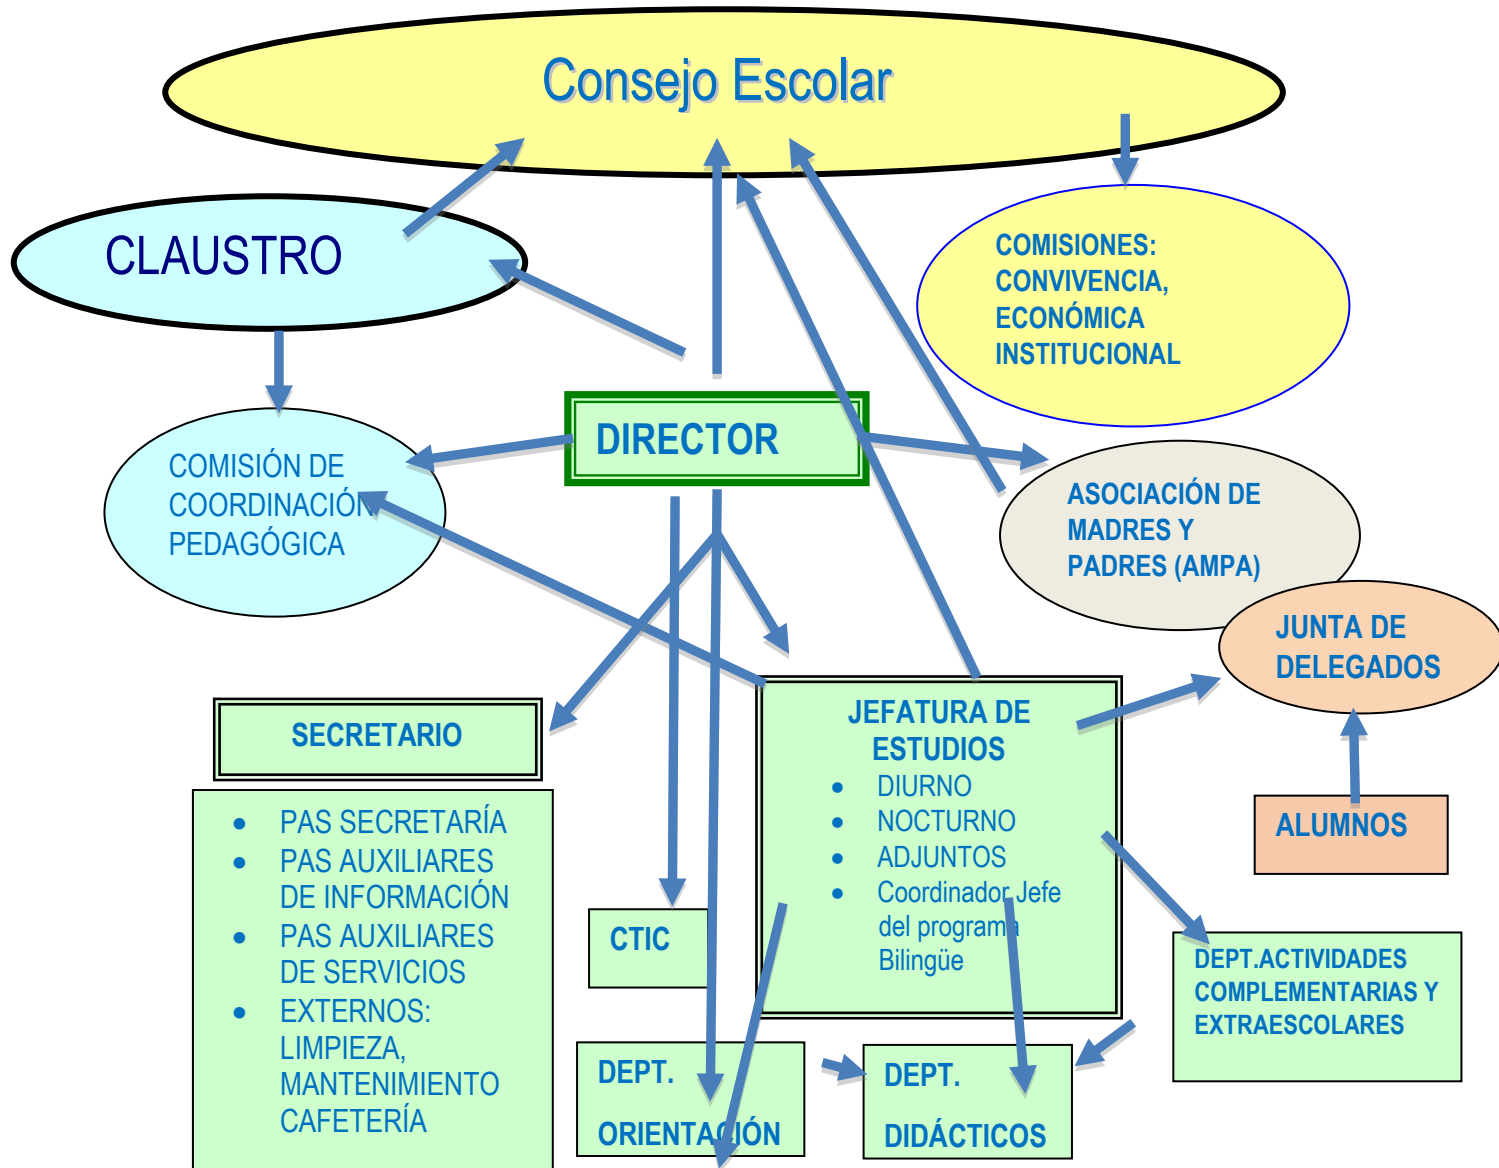 Consejo Escolar
CLAUSTRO
COMISIONES:
CONVIVENCIA,
ECONÓMICA
INSTITUCIONAL
DIRECTOR
COMISIÓN DE
COORDINACIÓN
PEDAGÓGICA
ASOCIACIÓN DE
MADRES Y
PADRES (AMPA)
JUNTA DE
DELEGADOS
SECRETARIO
JEFATURA DE
ESTUDIOS
• DIURNO
• NOCTURNO
• ADJUNTOS
• Coordinador Jefe
del programa
Bilingüe
ALUMNOS
• PAS SECRETARÍA
• PAS AUXILIARES
DE INFORMACIÓN
• PAS AUXILIARES
DE SERVICIOS
• EXTERNOS:
LIMPIEZA,
MANTENIMIENTO
CAFETERÍA
CTIC
DEPT.ACTIVIDADES
COMPLEMENTARIAS Y
EXTRAESCOLARES
DEPT.
ORIENTACIÓN
DEPT.
DIDÁCTICOS